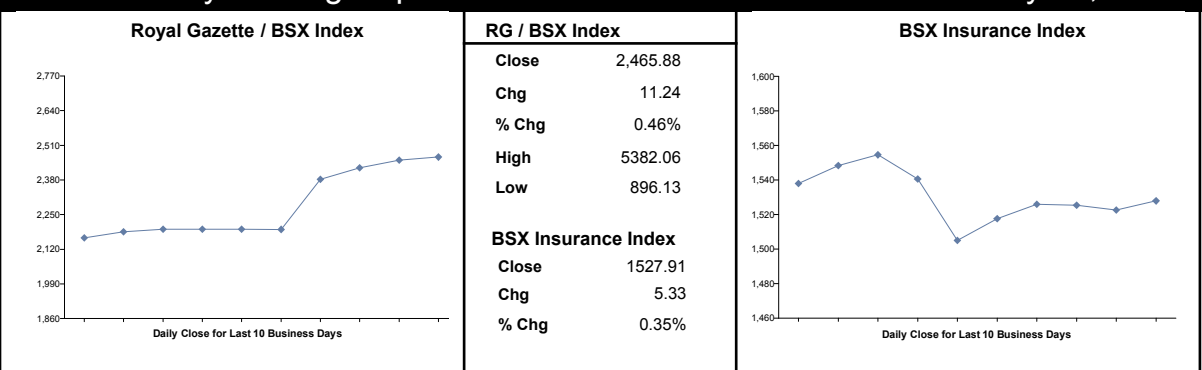 Royal Gazette / BSX Index
2,770
2,640
2,510
2,380
2,250
2,120
1,990
1,860
Daily Close for Last 10 Business Days
RG / BSX Index
Close 2,465.88
Chg 11.24
% Chg 0.46%
High 5382.06
Low 896.13
BSX Insurance Index
Close 1527.91
Chg 5.33
% Chg 0.35%
BSX Insurance Index
1,600
1,580
1,560
1,540
1,520
1,500
1,480
1,460
Daily Close for Last 10 Business Days